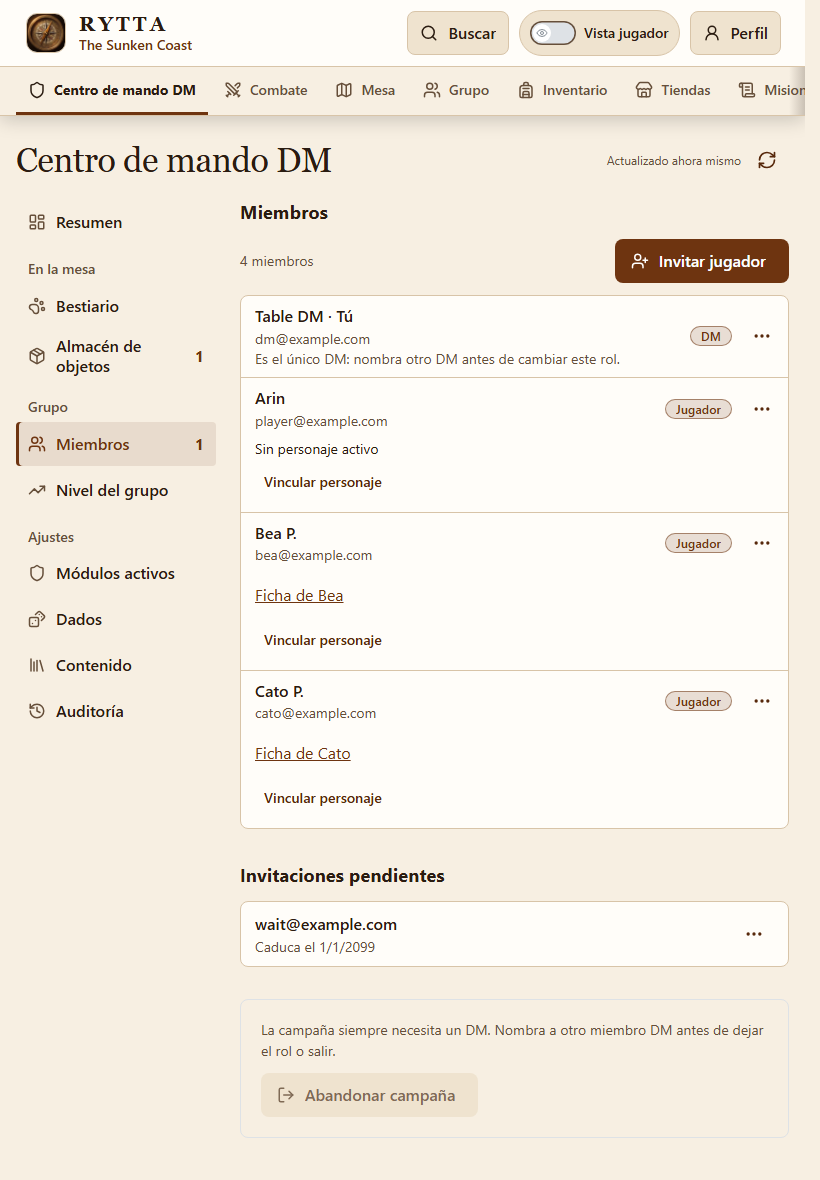 RYTTA
The Sunken Coast
Buscar
Vista jugador
Perfil
Centro de mando DM
Combate
Mesa
Grupo
Inventario
Tiendas
Mision
Centro de mando DM
Actualizado ahora mismo
Resumen
En la mesa
Bestiario
Almacén de
objetos
1
Grupo
Miembros
1
Nivel del grupo
Ajustes
Módulos activos
Dados
Contenido
Auditoría
Miembros
4 miembros
Invitar jugador
Table DM · Tú
dm@example.com
Es el único DM: nombra otro DM antes de cambiar este rol.
DM
Arin
player@example.com
Jugador
Sin personaje activo
Vincular personaje
Bea P.
bea@example.com
Jugador
Ficha de Bea
Vincular personaje
Cato P.
cato@example.com
Jugador
Ficha de Cato
Vincular personaje
Invitaciones pendientes
wait@example.com
Caduca el 1/1/2099
La campaña siempre necesita un DM. Nombra a otro miembro DM antes de dejar
el rol o salir.
Abandonar campaña